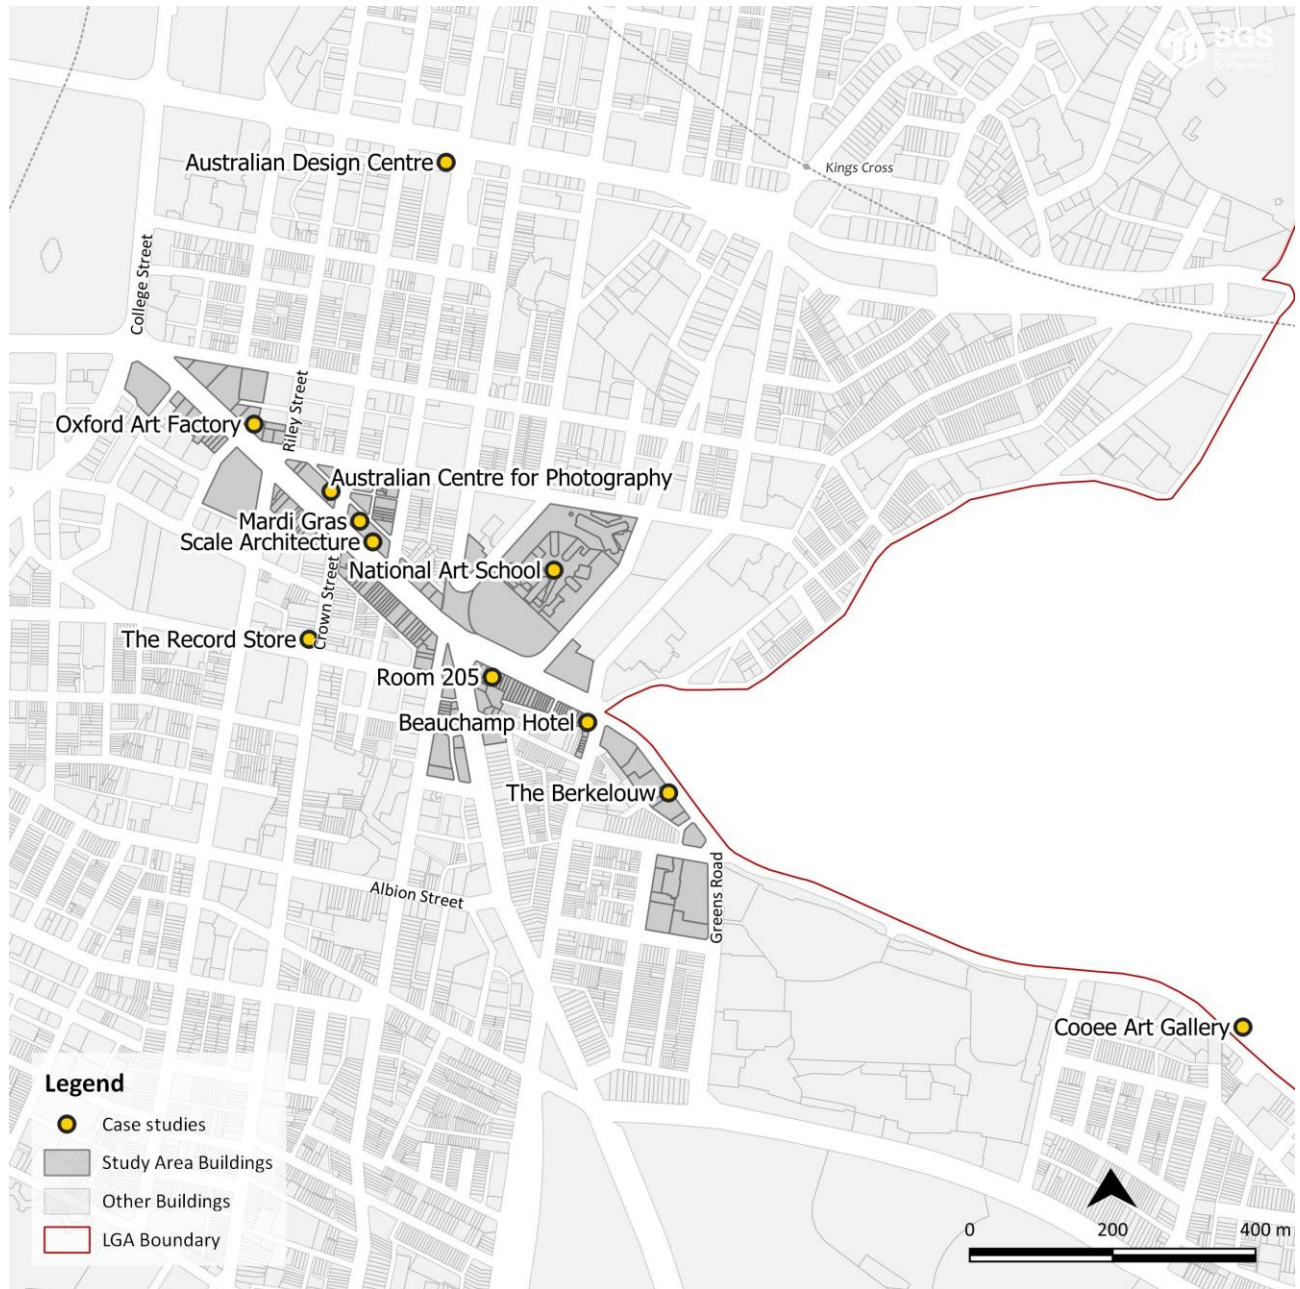 SGS
Economics
& Planning
Kings Cross
Australian Design Centre
College Street
Riley Street
Oxford Art Factory
Australian Centre for Photography
Mardi Gras
Scale Architecture
National Art School
Crown Street
The Record Store
Room 205
Beauchamp Hotel
The Berkelouw
Albion Street
Greens Road
Cooee Art Gallery
Legend
Case studies
Study Area Buildings
Other Buildings
LGA Boundary
0 200 400 m